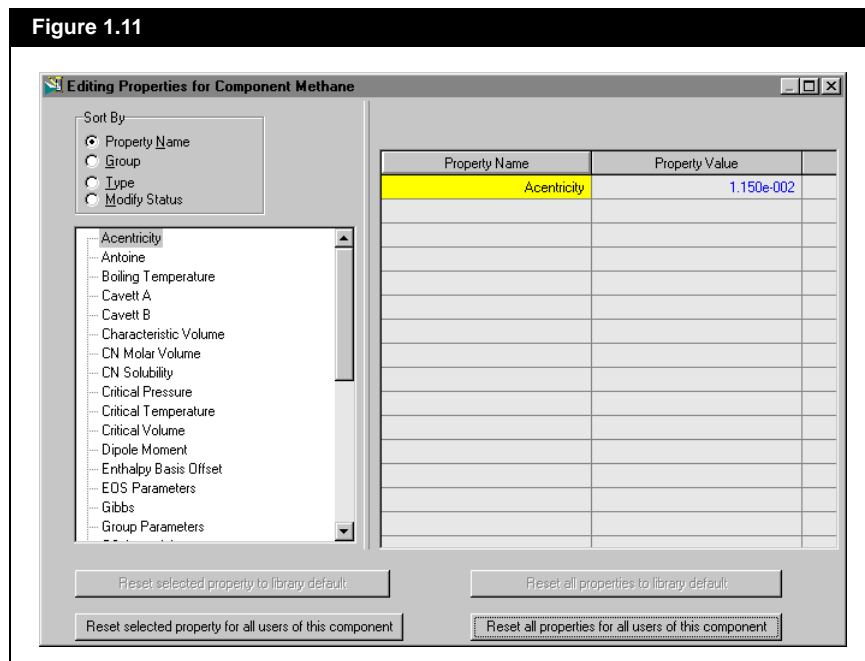 Figure 1.11
Editing Properties for Component Methane
Sort By
Property Name
Group
Type
Modify Status
Acentricity
Antoine
Boiling Temperature
Cavett A
Cavett B
Characteristic Volume
CN Molar Volume
CN Solubility
Critical Pressure
Critical Temperature
Critical Volume
Dipole Moment
Enthalpy Basis Offset
EOS Parameters
Gibbs
Group Parameters
Property Name Property Value
Acentricity 1.150e-002
Reset selected property to library default Reset all properties to library default
Reset selected property for all users of this component Reset all properties for all users of this component